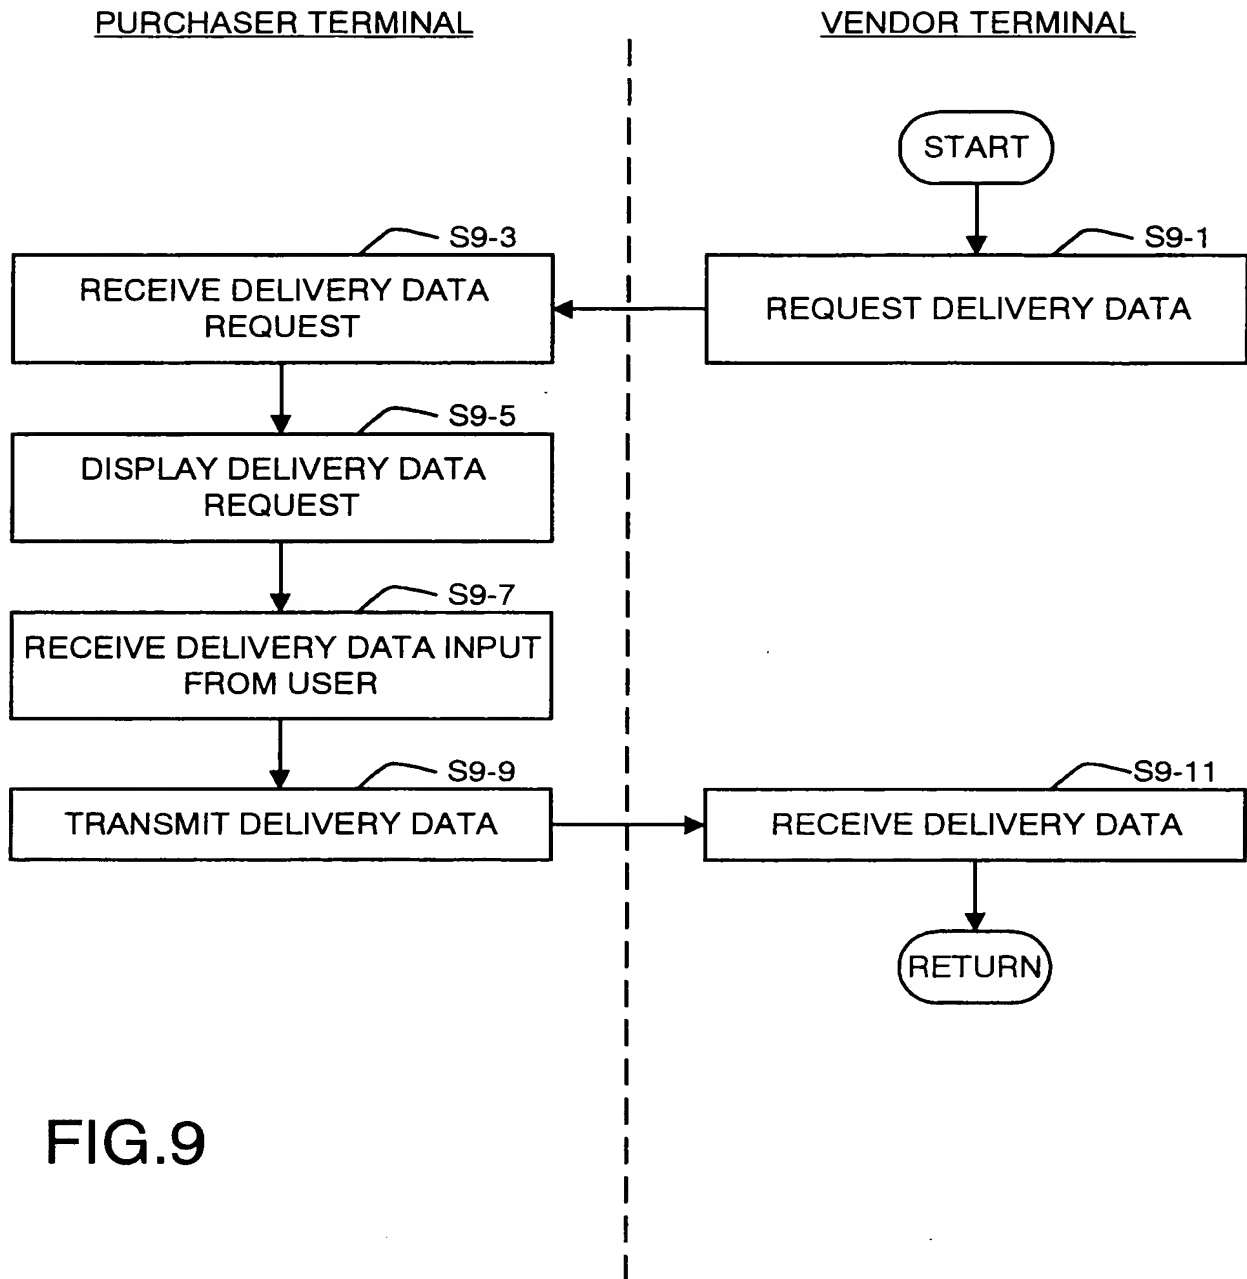 PURCHASER TERMINAL
VENDOR TERMINAL
START
S9-3
S9-1
RECEIVE DELIVERY DATA
REQUEST
REQUEST DELIVERY DATA
S9-5
DISPLAY DELIVERY DATA
REQUEST
S9-7
RECEIVE DELIVERY DATA INPUT
FROM USER
S9-9
S9-11
TRANSMIT DELIVERY DATA
RECEIVE DELIVERY DATA
RETURN
FIG.9